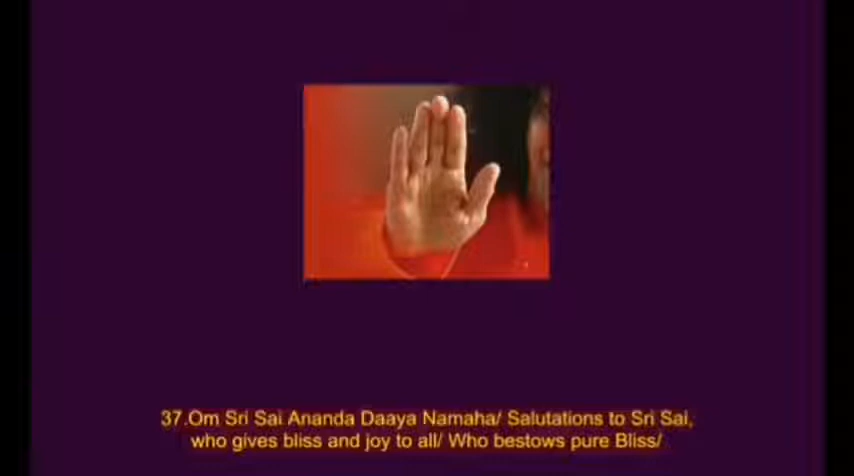 37.Om Sri Sai Ananda Daaya Namaha/ Salutations to Sri Sai,
who gives bliss and joy to all/ Who bestows pure Bliss/